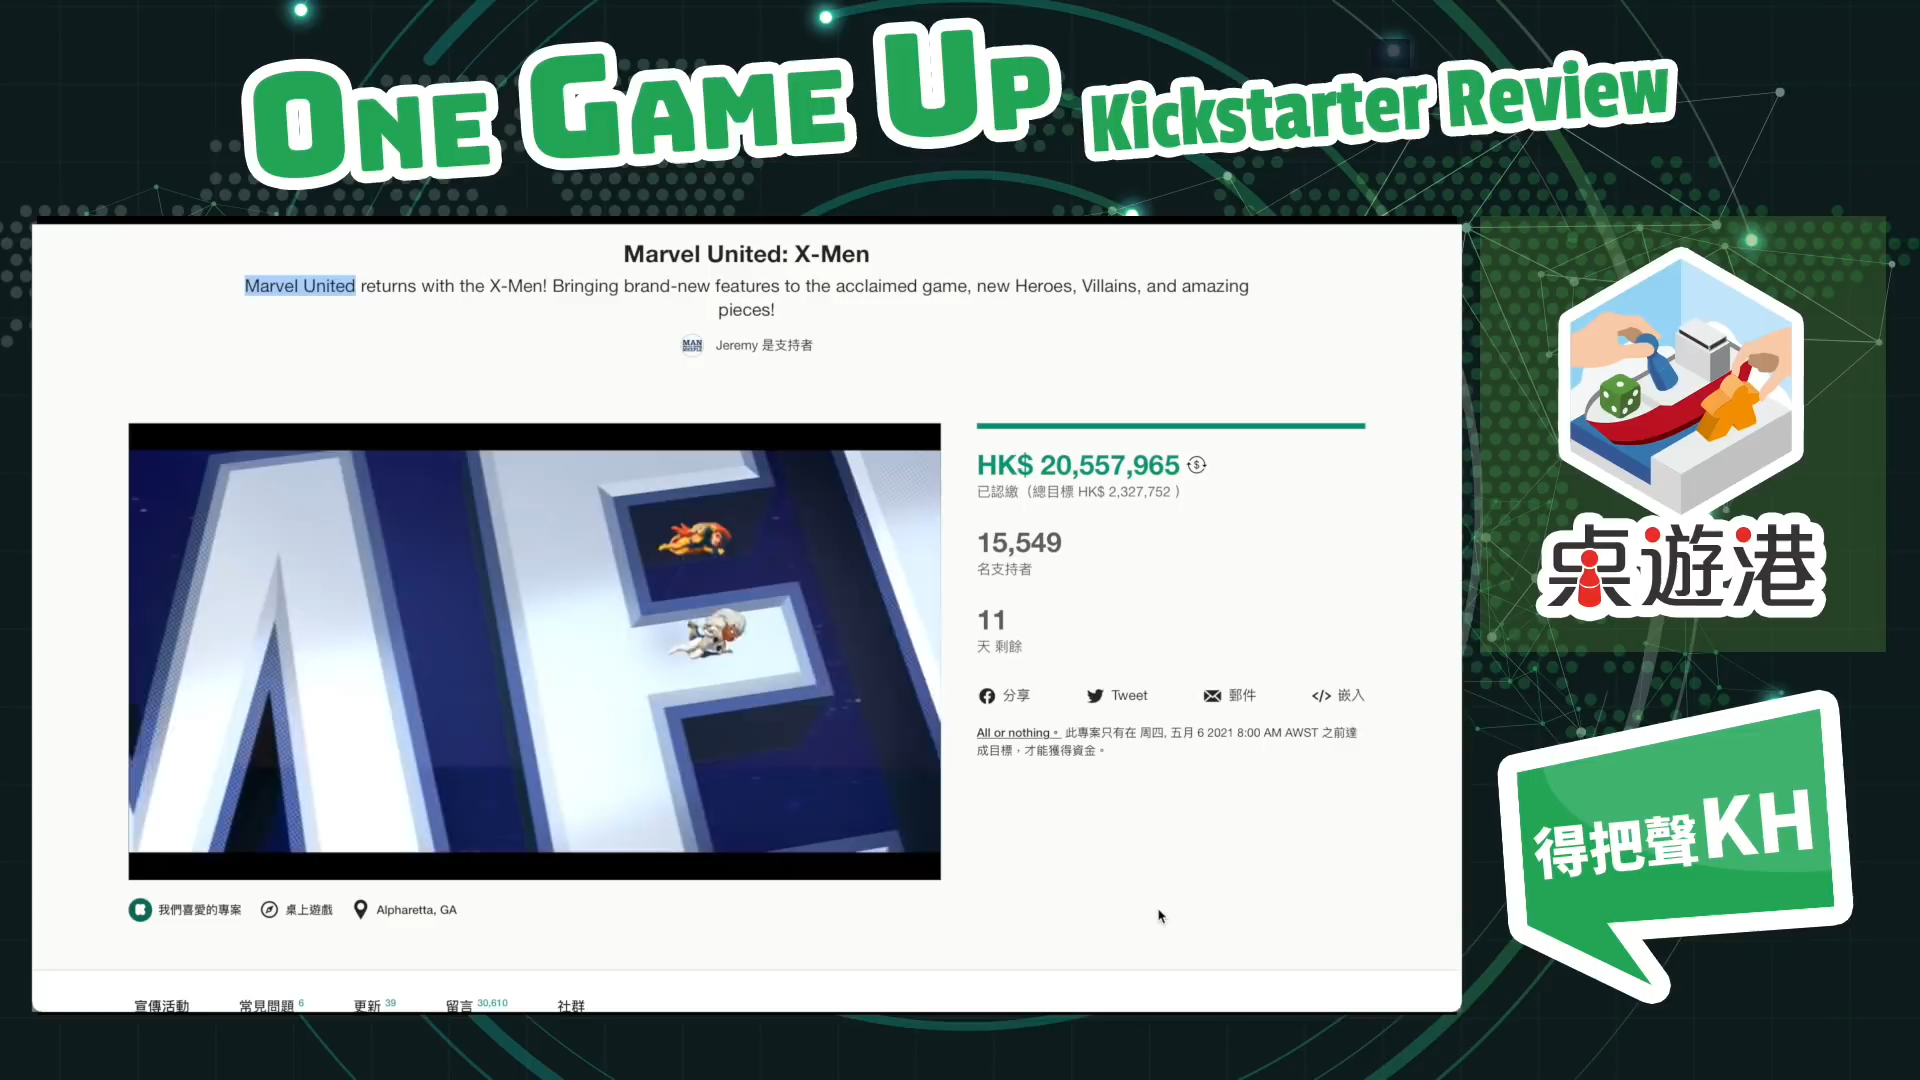 ONE GAME UP Kickstarter Review
Marvel United: X-Men
Marvel United returns with the X-Men! Bringing brand-new features to the acclaimed game, new Heroes, Villains, and amazing
pieces!
Jeremy 是支持者
HK$ 20,557,965
已認繳（總目標 HK$ 2,327,752 ）
15,549
名支持者
11
天 剩餘
分享
Tweet
郵件
</> 嵌入
All or nothing。 此專案只有在 周四, 五月 6 2021 8:00 AM AWST 之前達
成目標，才能獲得資金。
我們喜愛的專案
桌上遊戲
Alpharetta, GA
宣傳活動
常見問題 6
更新 39
留言 30,610
社群
桌遊港
得把聲KH